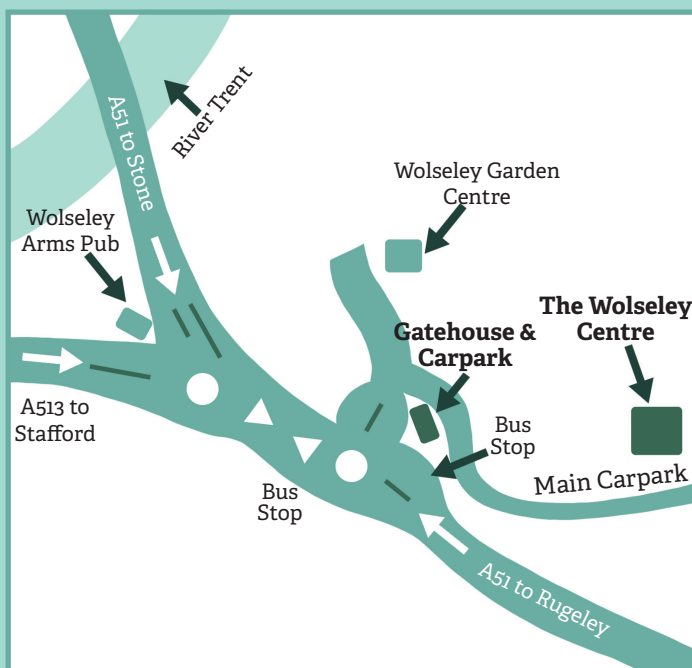 River Trent
A51 to Stone
Wolseley Garden
Centre
Wolseley
Arms Pub
The Wolseley
Centre
Gatehouse &
Carpark
A513 to
Stafford
Bus
Stop
Main Carpark
Bus
Stop
A51 to Rugeley